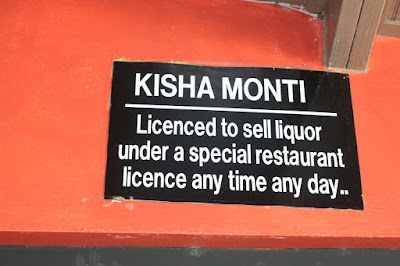 KISHA MONTI
Licenced to sell liquor
under a special restaurant
licence any time any day..